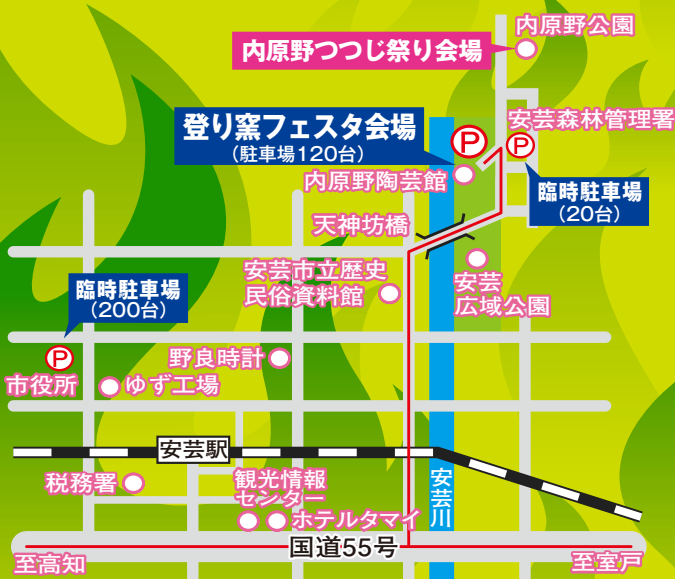 内原野公園
内原野つつじ祭り会場
登り窯フェスタ会場
(駐車場120台)
P
安芸森林管理署
P
内原野陶芸館
臨時駐車場
(20台)
天神坊橋
安芸市立歴史
民俗資料館
安芸
広域公園
臨時駐車場
(200台)
P
市役所
野良時計
ゆず工場
安芸駅
税務署
観光情報
センター
ホテルタマイ
安芸川
国道55号
至高知
至室戸